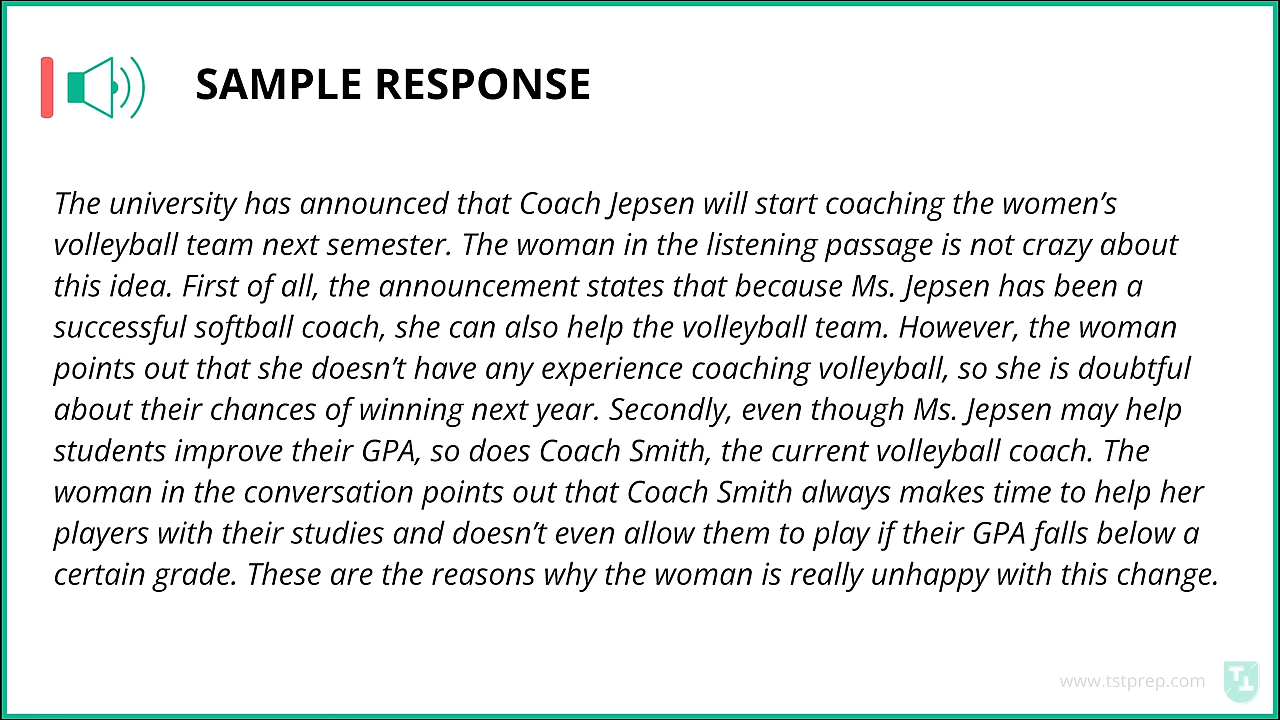 SAMPLE RESPONSE
The university has announced that Coach Jepsen will start coaching the women’s
volleyball team next semester. The woman in the listening passage is not crazy about
this idea. First of all, the announcement states that because Ms. Jepsen has been a
successful softball coach, she can also help the volleyball team. However, the woman
points out that she doesn’t have any experience coaching volleyball, so she is doubtful
about their chances of winning next year. Secondly, even though Ms. Jepsen may help
students improve their GPA, so does Coach Smith, the current volleyball coach. The
woman in the conversation points out that Coach Smith always makes time to help her
players with their studies and doesn’t even allow them to play if their GPA falls below a
certain grade. These are the reasons why the woman is really unhappy with this change.
www.tstprep.com